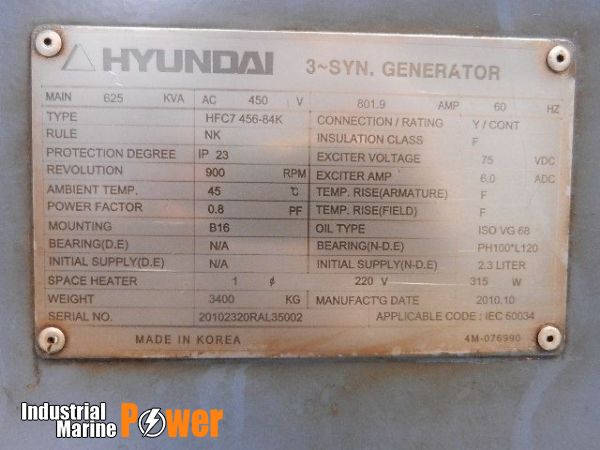 HYUNDAI 3~SYN. GENERATOR
MAIN 625 KVA AC 450 V 801.9 AMP 60 HZ
TYPE HFC7 456-84K CONNECTION / RATING Y / CONT
RULE NK INSULATION CLASS F
PROTECTION DEGREE IP 23 EXCITER VOLTAGE 75 VDC
REVOLUTION 900 RPM EXCITER AMP 6.0 ADC
AMBIENT TEMP. 45 ℃ TEMP. RISE(ARMATURE) F
POWER FACTOR 0.8 PF TEMP. RISE(FIELD) F
MOUNTING B16 OIL TYPE ISO VG 68
BEARING(D.E) N/A BEARING(N-D.E) PH100*L120
INITIAL SUPPLY(D.E) N/A INITIAL SUPPLY(N-D.E) 2.3 LITER
SPACE HEATER 1 ø 220 V 315 W
WEIGHT 3400 KG MANUFACT'G DATE 2010.10
SERIAL NO. 20102320RAL35002 APPLICABLE CODE : IEC 60034
MADE IN KOREA 4M-076990
Industrial
Marine Power